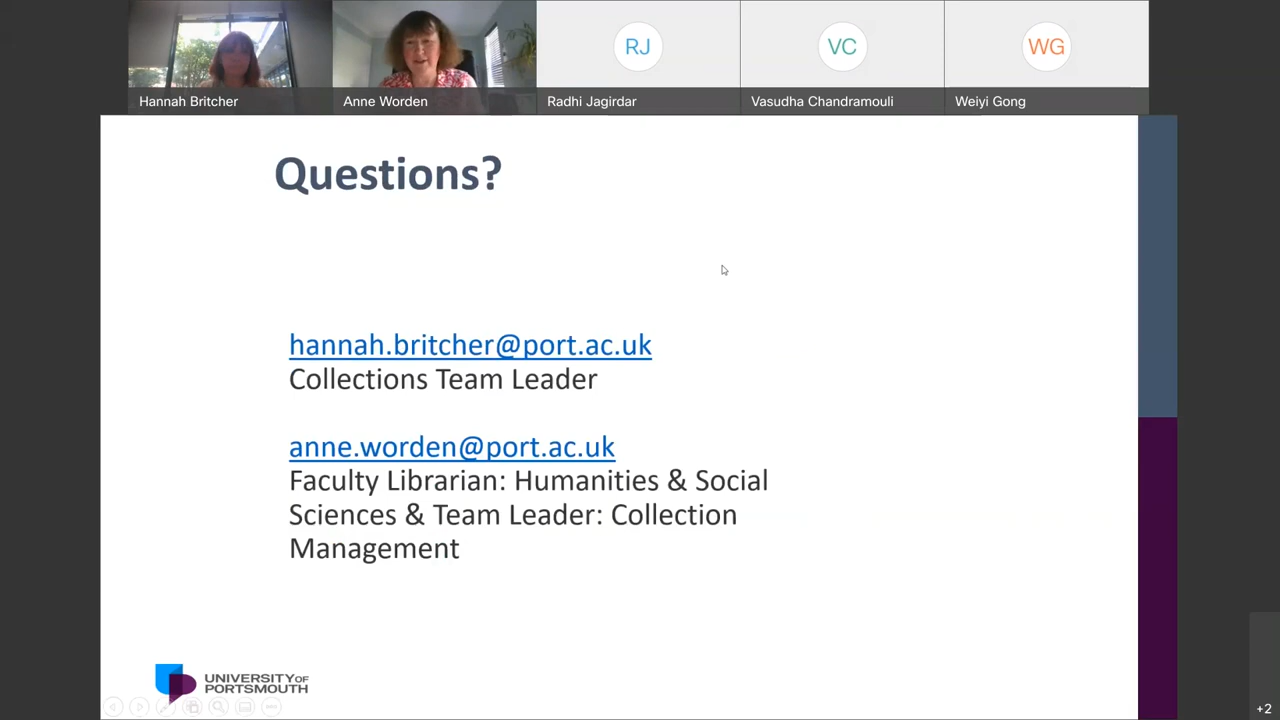 RJ
VC
WG
Hannah Britcher
Anne Worden
Radhi Jagirdar
Vasudha Chandramouli
Weiyi Gong
Questions?
hannah.britcher@port.ac.uk
Collections Team Leader
anne.worden@port.ac.uk
Faculty Librarian: Humanities & Social
Sciences & Team Leader: Collection
Management
UNIVERSITY OF
PORTSMOUTH
+2